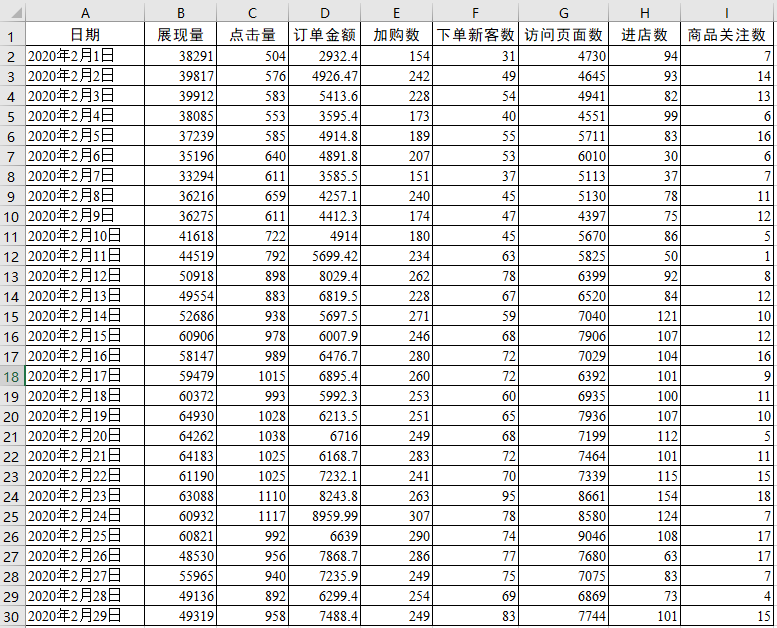 A B C D E F G H I
1 日期 展现量 点击量 订单金额 加购数 下单新客数 访问页面数 进店数 商品关注数
2 2020年2月1日 38291 504 2932.4 154 31 4730 94 7
3 2020年2月2日 39817 576 4926.47 242 49 4645 93 14
4 2020年2月3日 39912 583 5413.6 228 54 4941 82 13
5 2020年2月4日 38085 553 3595.4 173 40 4551 99 6
6 2020年2月5日 37239 585 4914.8 189 55 5711 83 16
7 2020年2月6日 35196 640 4891.8 207 53 6010 30 6
8 2020年2月7日 33294 611 3585.5 151 37 5113 37 7
9 2020年2月8日 36216 659 4257.1 240 45 5130 78 11
10 2020年2月9日 36275 611 4412.3 174 47 4397 75 12
11 2020年2月10日 41618 722 4914 180 45 5670 86 5
12 2020年2月11日 44519 792 5699.42 234 63 5825 50 1
13 2020年2月12日 50918 898 8029.4 262 78 6399 92 8
14 2020年2月13日 49554 883 6819.5 228 67 6520 84 12
15 2020年2月14日 52686 938 5697.5 271 59 7040 121 10
16 2020年2月15日 60906 978 6007.9 246 68 7906 107 12
17 2020年2月16日 58147 989 6476.7 280 72 7029 104 16
18 2020年2月17日 59479 1015 6895.4 260 72 6392 101 9
19 2020年2月18日 60372 993 5992.3 253 60 6935 100 11
20 2020年2月19日 64930 1028 6213.5 251 65 7936 107 10
21 2020年2月20日 64262 1038 6716 249 68 7199 112 5
22 2020年2月21日 64183 1025 6168.7 283 72 7464 101 11
23 2020年2月22日 61190 1025 7232.1 241 70 7339 115 15
24 2020年2月23日 63088 1110 8243.8 263 95 8661 154 18
25 2020年2月24日 60932 1117 8959.99 307 78 8580 124 7
26 2020年2月25日 60821 992 6639 290 74 9046 108 17
27 2020年2月26日 48530 956 7868.7 286 77 7680 63 17
28 2020年2月27日 55965 940 7235.9 249 75 7075 83 7
29 2020年2月28日 49136 892 6299.4 254 69 6869 73 4
30 2020年2月29日 49319 958 7488.4 249 83 7744 101 15